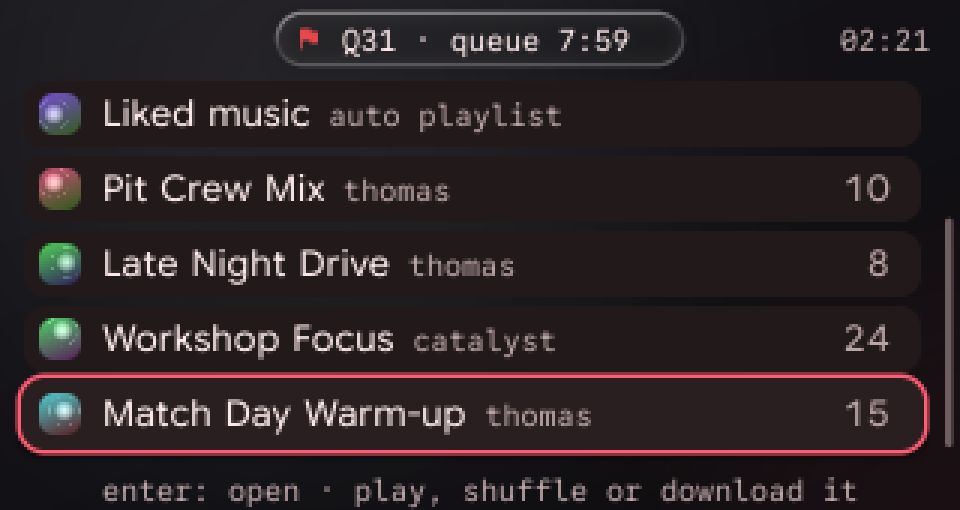 Q31 · queue 7:59
02:21
Liked music auto playlist
Pit Crew Mix thomas 10
Late Night Drive thomas 8
Workshop Focus catalyst 24
Match Day Warm-up thomas 15
enter: open · play, shuffle or download it